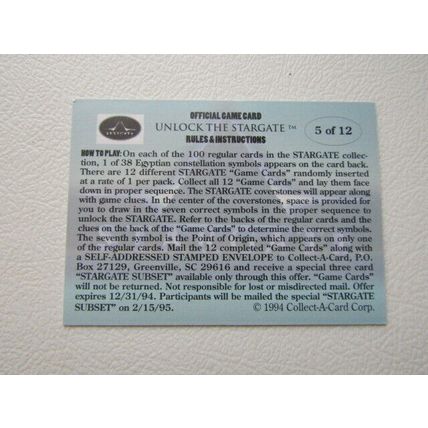 OFFICIAL GAME CARD
UNLOCK THE STARGATE™
RULES & INSTRUCTIONS
5 of 12
STARGATE
HOW TO PLAY: On each of the 100 regular cards in the STARGATE collec-
tion, 1 of 38 Egyptian constellation symbols appears on the card back.
There are 12 different STARGATE "Game Cards" randomly inserted
at a rate of 1 per pack. Collect all 12 "Game Cards" and lay them face
down in proper sequence. The STARGATE coverstones will appear along
with game clues. In the center of the coverstones, space is provided for
you to draw in the seven correct symbols in the proper sequence to
unlock the STARGATE. Refer to the backs of the regular cards and the
clues on the back of the "Game Cards" to determine the correct symbols.
The seventh symbol is the Point of Origin, which appears on only one
of the regular cards. Mail the 12 completed "Game Cards" along with
a SELF-ADDRESSED STAMPED ENVELOPE to Collect-A-Card, P.O.
Box 27129, Greenville, SC 29616 and receive a special three card
"STARGATE SUBSET" available only through this offer. "Game Cards"
will not be returned. Not responsible for lost or misdirected mail. Offer
expires 12/31/94. Participants will be mailed the special "STARGATE
SUBSET" on 2/15/95. © 1994 Collect-A-Card Corp.